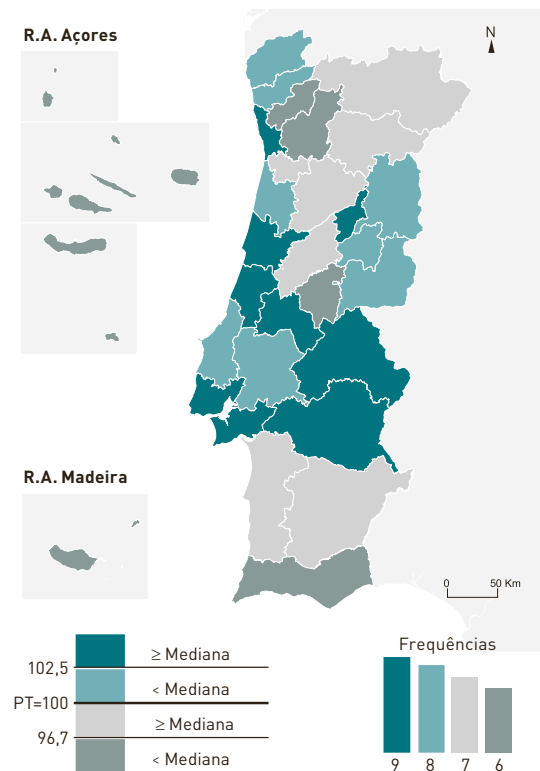 R.A. Açores
N
R.A. Madeira
0 50 Km
≥ Mediana
102,5
< Mediana
PT=100
≥ Mediana
96,7
< Mediana
Frequências
9 8 7 6